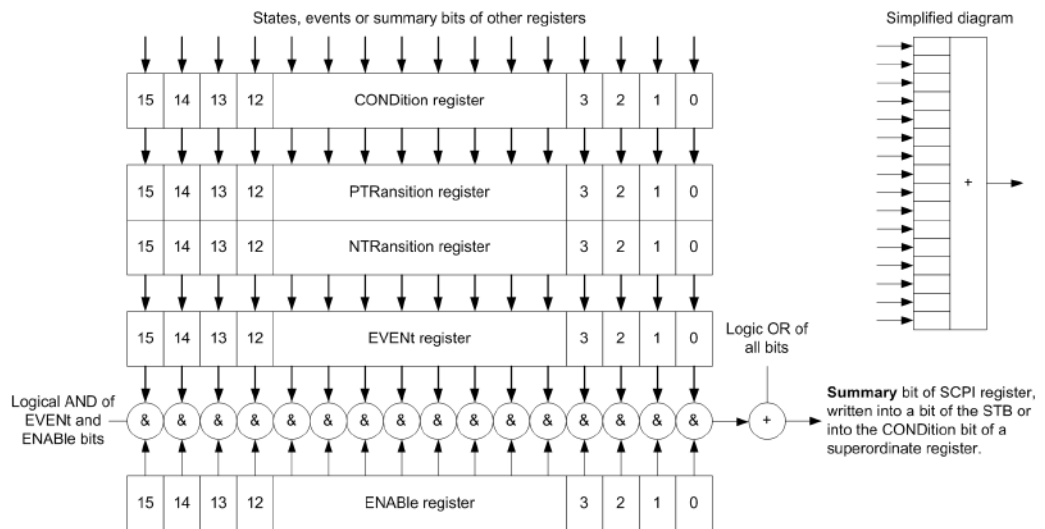 States, events or summary bits of other registers
Simplified diagram
15 14 13 12 CONDition register 3 2 1 0
15 14 13 12 PTRansition register 3 2 1 0
+
15 14 13 12 NTRansition register 3 2 1 0
15 14 13 12 EVENt register 3 2 1 0
Logic OR of
all bits
Logical AND of
EVENt and
ENABle bits
& & & & & & & & & & & & & & & &
+
Summary bit of SCPI register,
written into a bit of the STB or
into the CONDition bit of a
superordinate register.
15 14 13 12 ENABle register 3 2 1 0